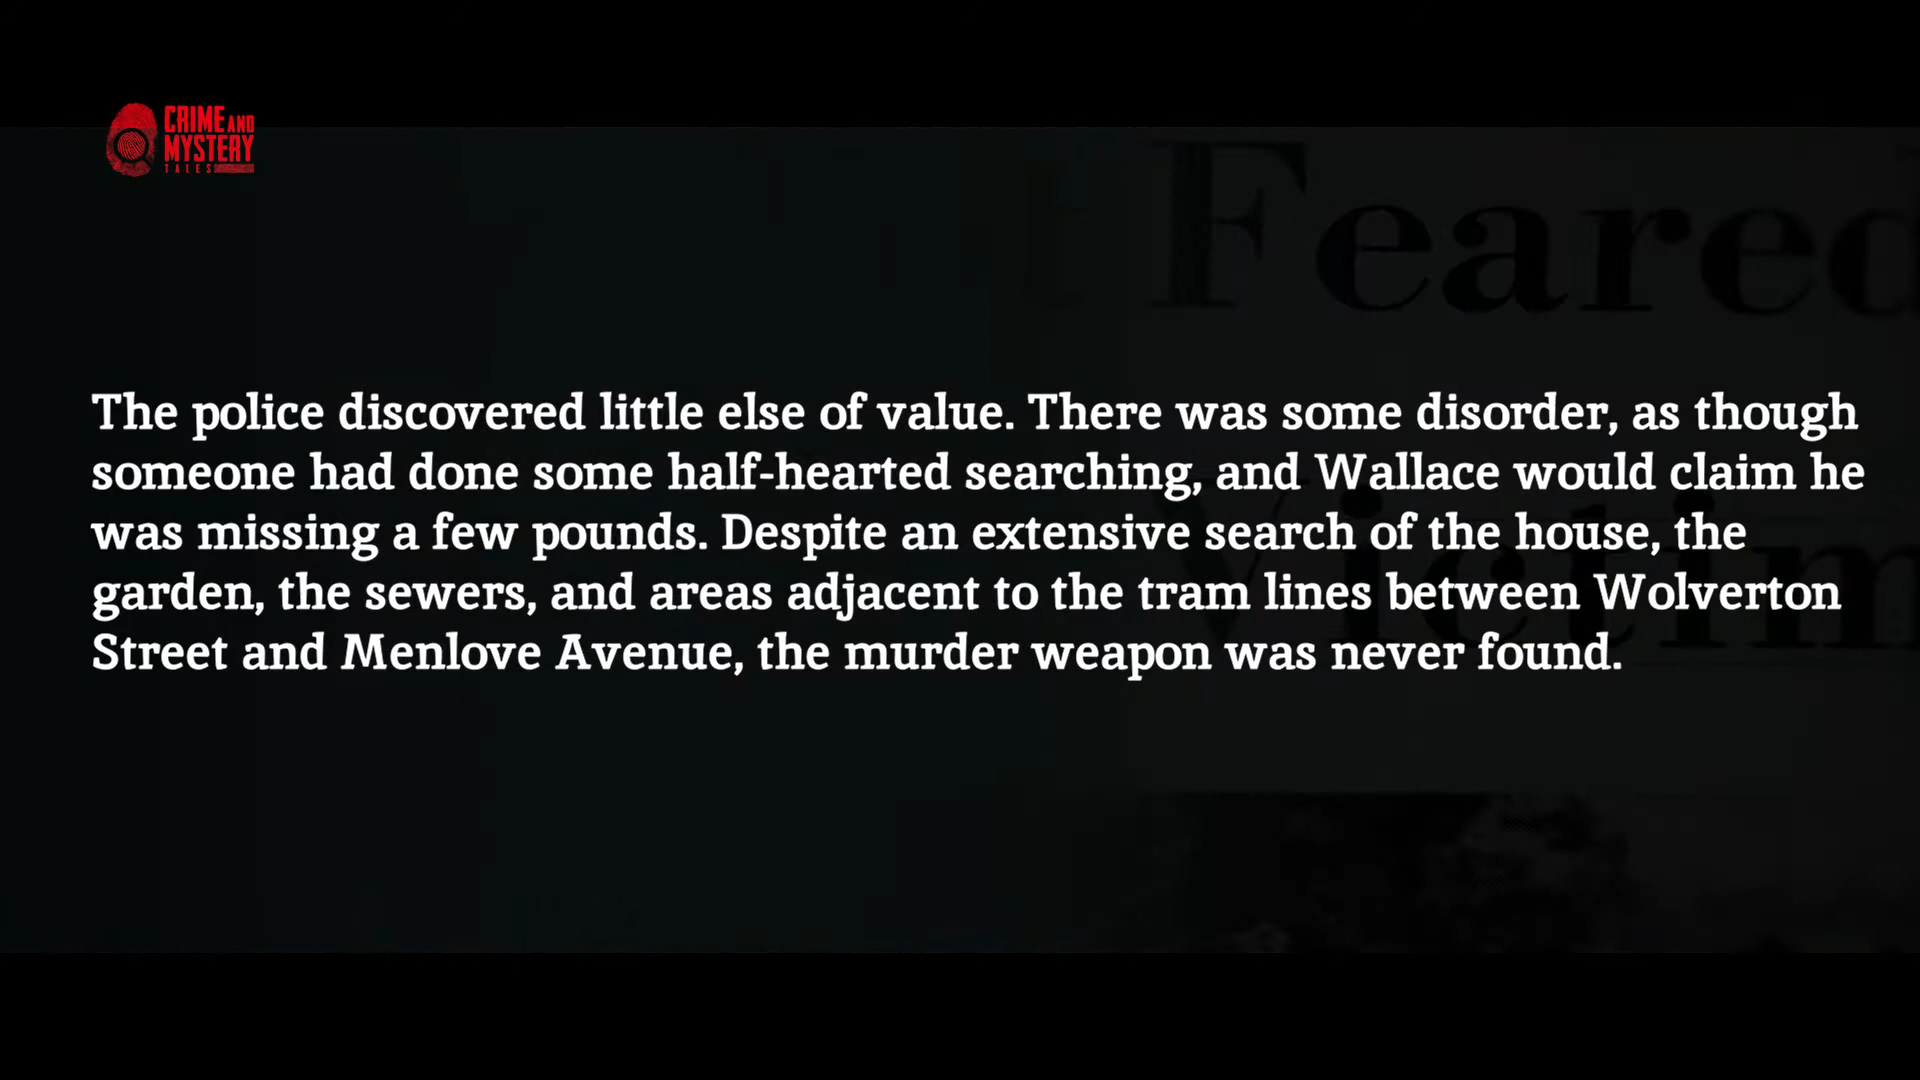 CRIME AND
MYSTERY
TALES
Feared
The police discovered little else of value. There was some disorder, as though
someone had done some half-hearted searching, and Wallace would claim he
was missing a few pounds. Despite an extensive search of the house, the
garden, the sewers, and areas adjacent to the tram lines between Wolverton
Street and Menlove Avenue, the murder weapon was never found.
Victim